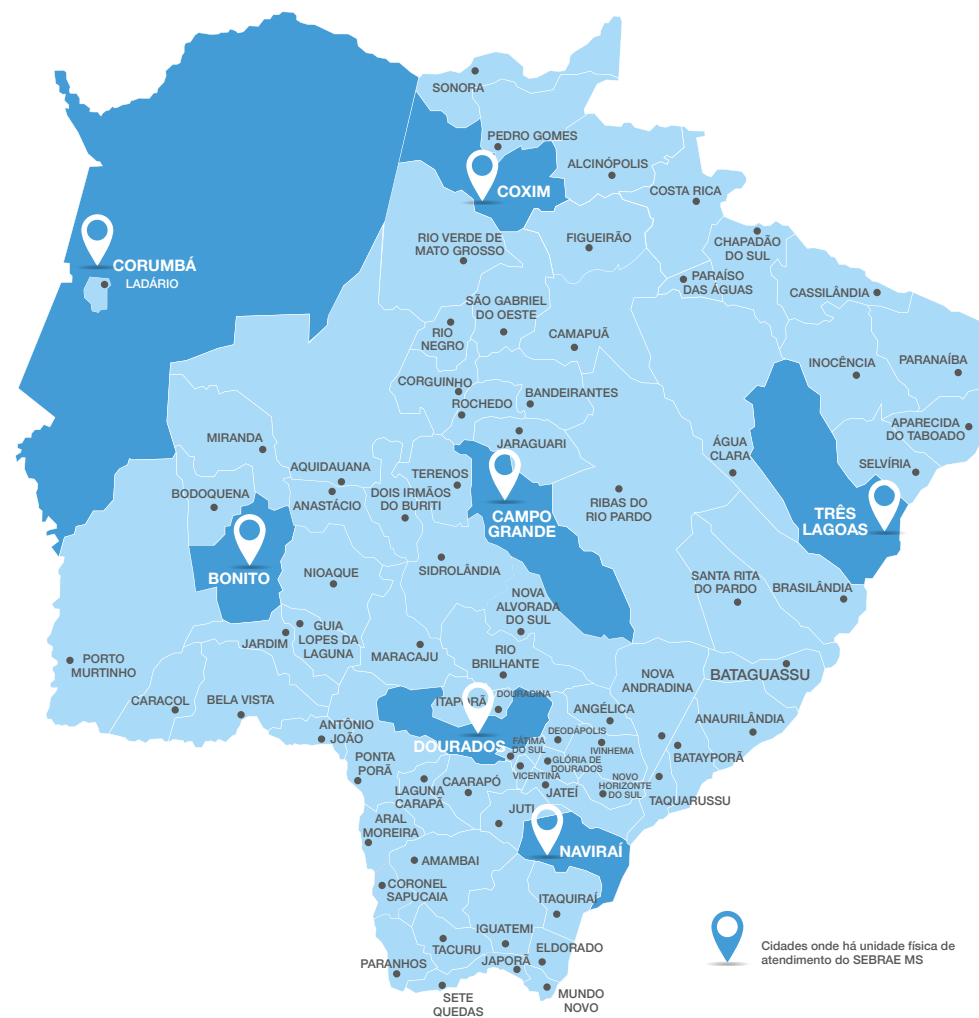 SONORA
PEDRO GOMES
ALCINÓPOLIS
COXIM
COSTA RICA
RIO VERDE DE
MATO GROSSO
FIGUEIRÃO
CHAPADÃO
DO SUL
CORUMBÁ
LADÁRIO
PARAÍSO
DAS ÁGUAS
CASSILÂNDIA
SÃO GABRIEL
DO OESTE
RIO
NEGRO
CAMAPUÃ
INOCÊNCIA
PARANAÍBA
CORGUINHO
ROCHEDO
BANDEIRANTES
APARECIDA
DO TABOADO
MIRANDA
JARAGUARI
ÁGUA
CLARA
SELVÍRIA
AQUIDAUANA
ANASTÁCIO
TERENOS
DOIS IRMÃOS
DO BURITI
BODOQUENA
CAMPO
GRANDE
RIBAS DO
RIO PARDO
TRÊS
LAGOAS
BONITO
NIOAQUE
SIDROLÂNDIA
SANTA RITA
DO PARDO
BRASILÂNDIA
NOVA
ALVORADA
DO SUL
GUIA
LOPES DA
LAGUNA
JARDIM
MARACAJU
RIO
BRILHANTE
PORTO
MURTINHO
NOVA
ANDRADINA
BATAGUASSU
CARACOL
BELA VISTA
ITAPORÃ
DOURADINA
ANGÉLICA
ANAURILÂNDIA
ANTÔNIO
JOÃO
DOURADOS
FÁTIMA
DO SUL
DEODÁPOLIS
IVINHEMA
BATAYPORÃ
PONTA
PORÃ
GLÓRIA DE
DOURADOS
VICENTINA
LAGUNA
CARAPÃ
CAARAPÓ
JATEÍ
NOVO
HORIZONTE
DO SUL
TAQUARUSSU
ARAL
MOREIRA
JUTI
NAVIRAÍ
AMAMBAI
CORONEL
SAPUCAIA
ITAQUIRAÍ
IGUATEMI
TACURU
ELDORADO
PARANHOS
JAPORÃ
SETE
QUEDAS
MUNDO
NOVO
Cidades onde há unidade física de
atendimento do SEBRAE MS